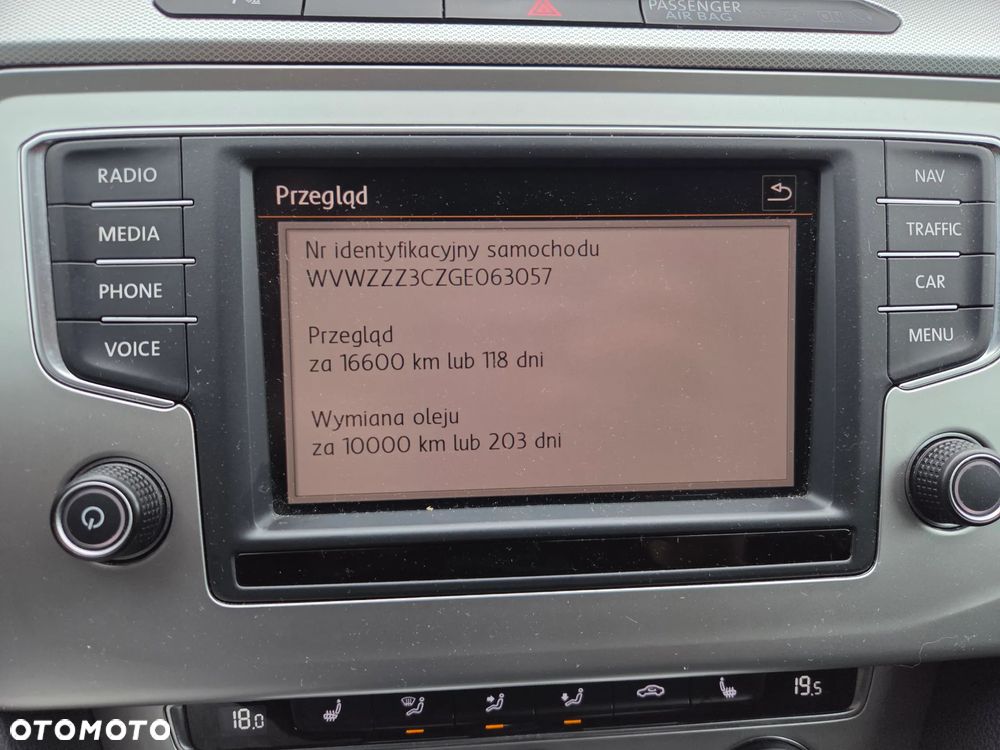 PASSENGER
AIR BAG
RADIO
MEDIA
PHONE
VOICE
Przegląd
Nr identyfikacyjny samochodu
WVWZZZ3CZGE063057
Przegląd
za 16600 km lub 118 dni
Wymiana oleju
za 10000 km lub 203 dni
NAV
TRAFFIC
CAR
MENU
18.0
19.5
OTOMOTO